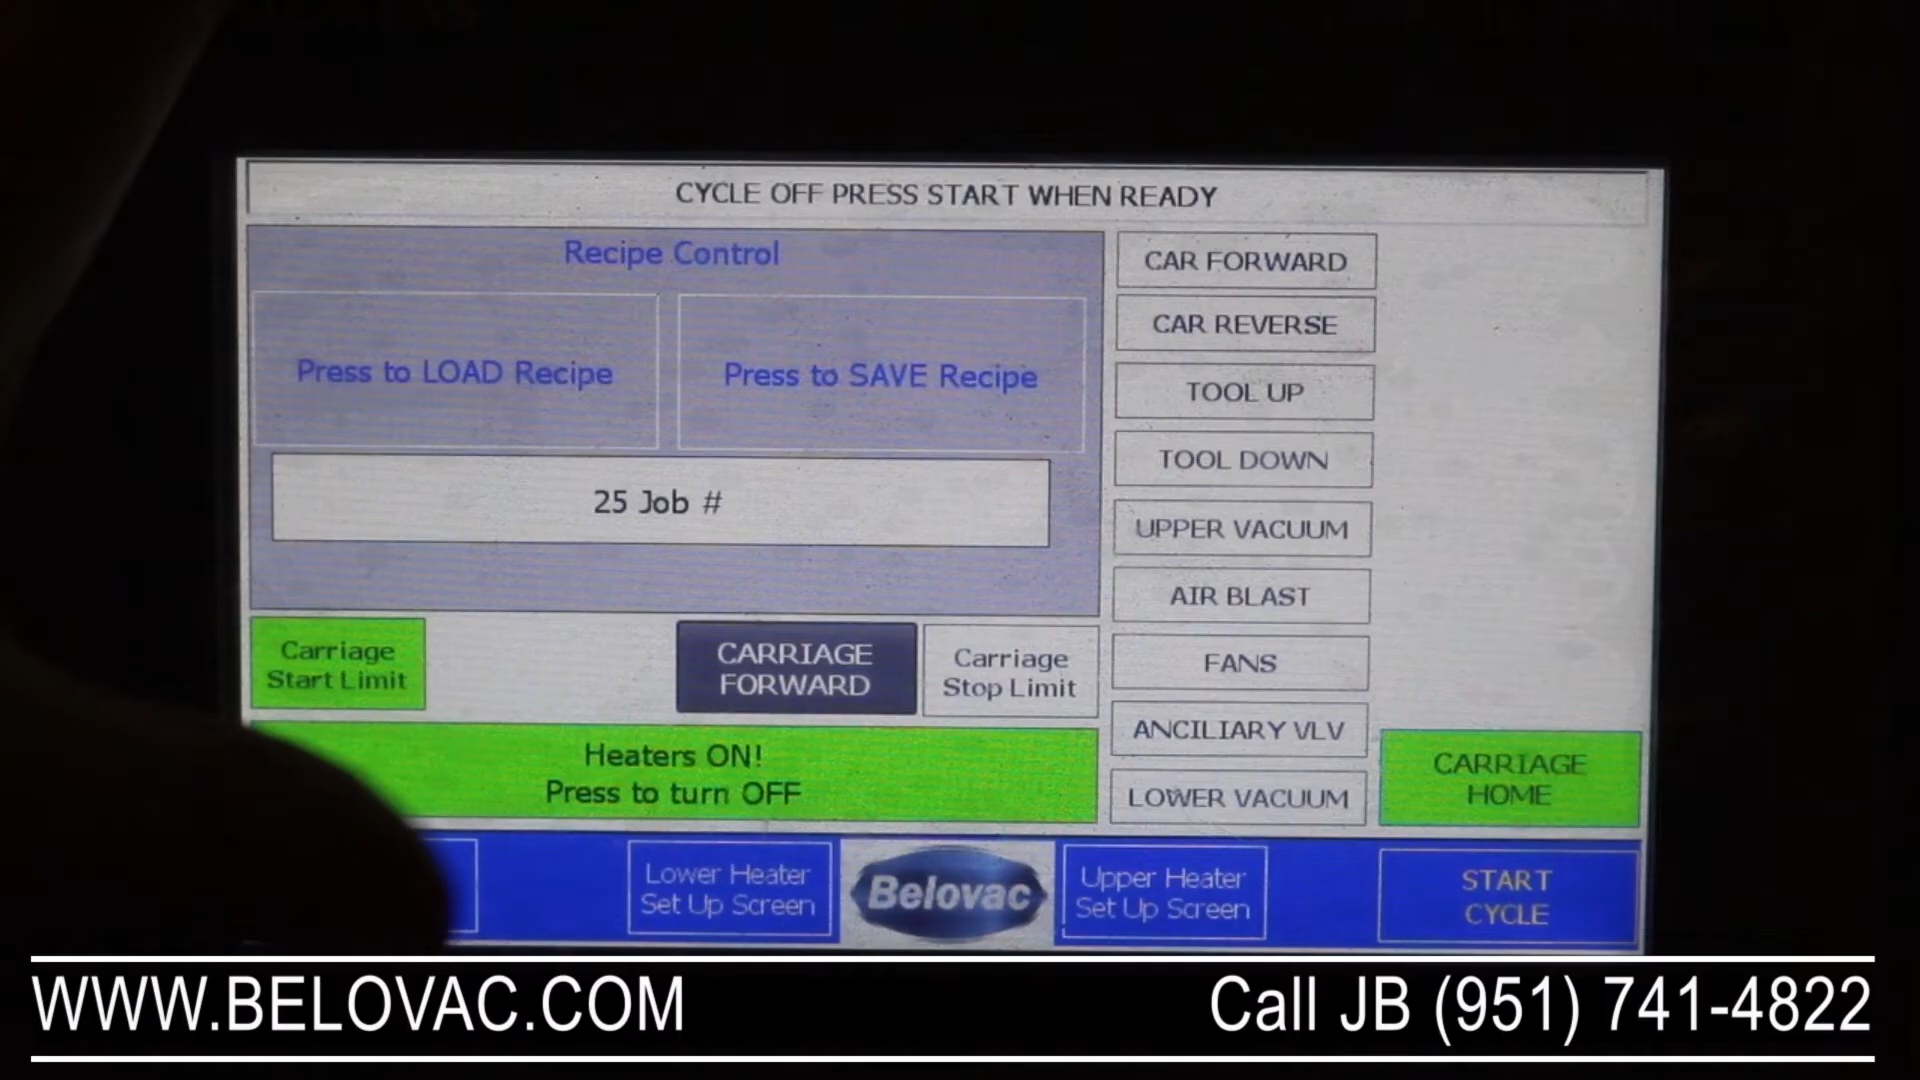 CYCLE OFF PRESS START WHEN READY
Recipe Control
Press to LOAD Recipe
Press to SAVE Recipe
25 Job #
CAR FORWARD
CAR REVERSE
TOOL UP
TOOL DOWN
UPPER VACUUM
AIR BLAST
FANS
ANCILIARY VLV
LOWER VACUUM
Carriage
Start Limit
CARRIAGE
FORWARD
Carriage
Stop Limit
Heaters ON!
Press to turn OFF
CARRIAGE
HOME
Lower Heater
Set Up Screen
Belovac
Upper Heater
Set Up Screen
START
CYCLE
WWW.BELOVAC.COM
Call JB (951) 741-4822